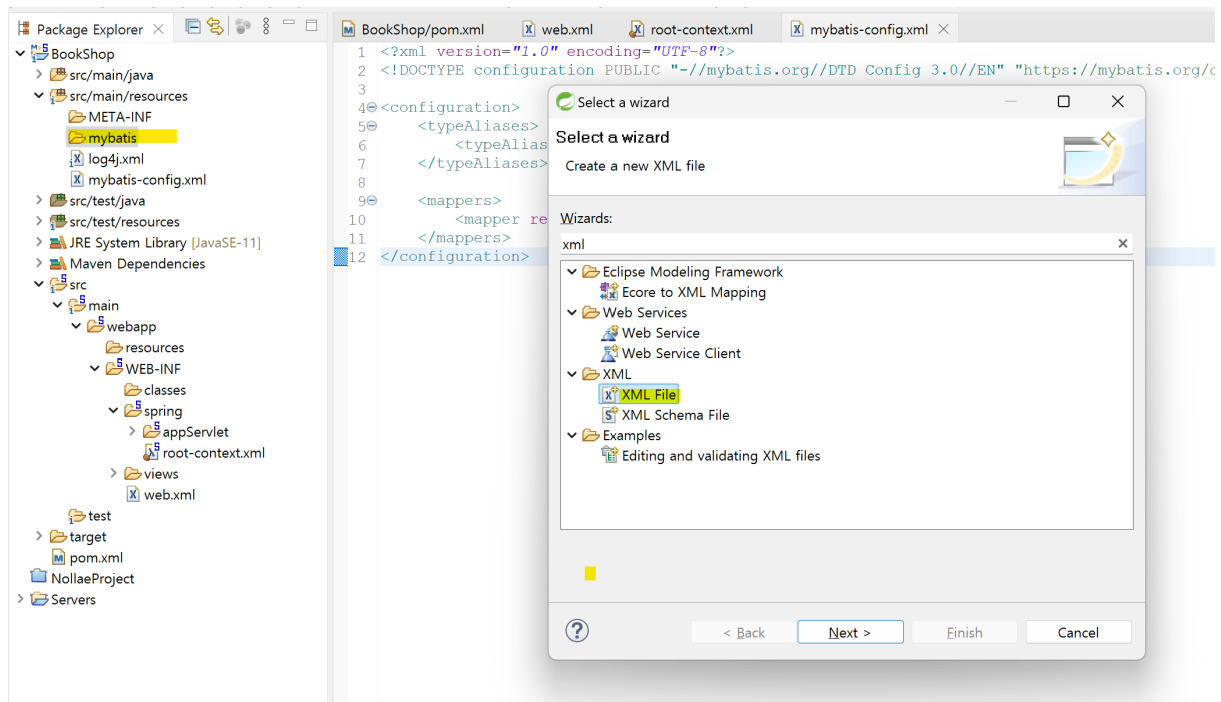 Package Explorer
BookShop
src/main/java
src/main/resources
META-INF
mybatis
log4j.xml
mybatis-config.xml
src/test/java
src/test/resources
JRE System Library [JavaSE-11]
Maven Dependencies
src
main
webapp
resources
WEB-INF
classes
spring
appServlet
root-context.xml
views
web.xml
test
target
pom.xml
NollaeProject
Servers
BookShop/pom.xml web.xml root-context.xml mybatis-config.xml
1 <?xml version="1.0" encoding="UTF-8"?>
2 <!DOCTYPE configuration PUBLIC "-//mybatis.org//DTD Config 3.0//EN" "https://mybatis.org/
3
4 <configuration>
5 <typeAliases>
6 <typeAlias
7 </typeAliases>
8
9 <mappers>
10 <mapper re
11 </mappers>
12 </configuration>
Select a wizard
Select a wizard
Create a new XML file
Wizards:
xml
Eclipse Modeling Framework
Ecore to XML Mapping
Web Services
Web Service
Web Service Client
XML
XML File
XML Schema File
Examples
Editing and validating XML files
< Back Next > Finish Cancel